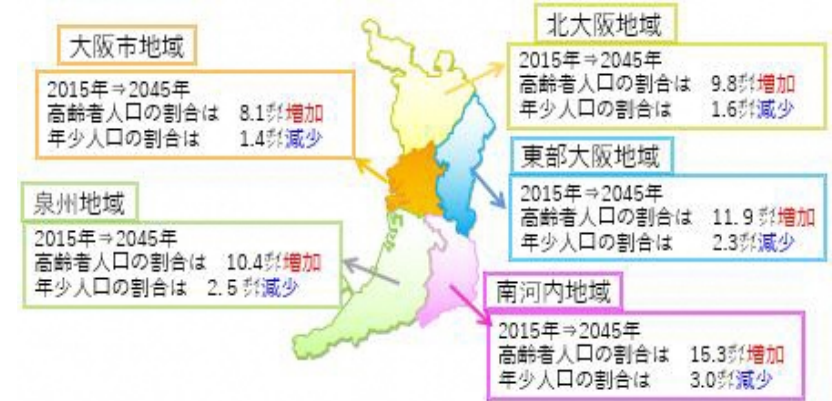 大阪市地域
2015年⇒2045年
高齢者人口の割合は 8.1㌽増加
年少人口の割合は 1.4㌽減少
北大阪地域
2015年⇒2045年
高齢者人口の割合は 9.8㌽増加
年少人口の割合は 1.6㌽減少
東部大阪地域
2015年⇒2045年
高齢者人口の割合は 11.9㌽増加
年少人口の割合は 2.3㌽減少
泉州地域
2015年⇒2045年
高齢者人口の割合は 10.4㌽増加
年少人口の割合は 2.5㌽減少
南河内地域
2015年⇒2045年
高齢者人口の割合は 15.3㌽増加
年少人口の割合は 3.0㌽減少